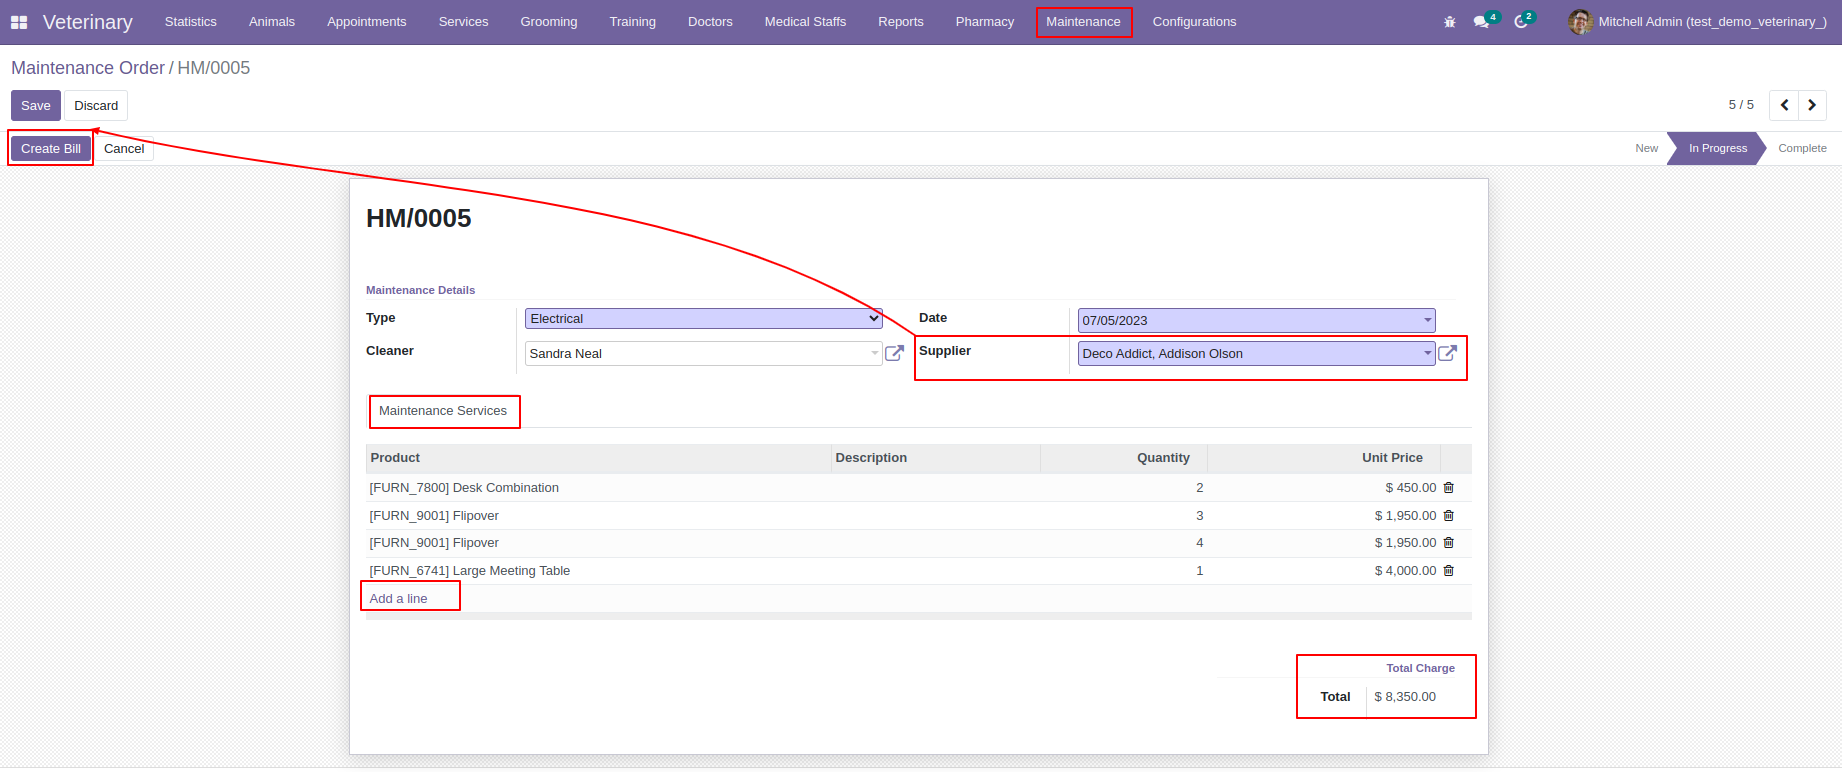 Veterinary Statistics Animals Appointments Services Grooming Training Doctors Medical Staffs Reports Pharmacy Maintenance Configurations 4 2 Mitchell Admin (test_demo_veterinary_)
Maintenance Order / HM/0005
Save Discard 5 / 5
Create Bill Cancel New In Progress Complete
HM/0005
Maintenance Details
Type Electrical Date 07/05/2023
Cleaner Sandra Neal Supplier Deco Addict, Addison Olson
Maintenance Services
Product Description Quantity Unit Price
[FURN_7800] Desk Combination 2 $ 450.00
[FURN_9001] Flipover 3 $ 1,950.00
[FURN_9001] Flipover 4 $ 1,950.00
[FURN_6741] Large Meeting Table 1 $ 4,000.00
Add a line
Total Charge
Total $ 8,350.00